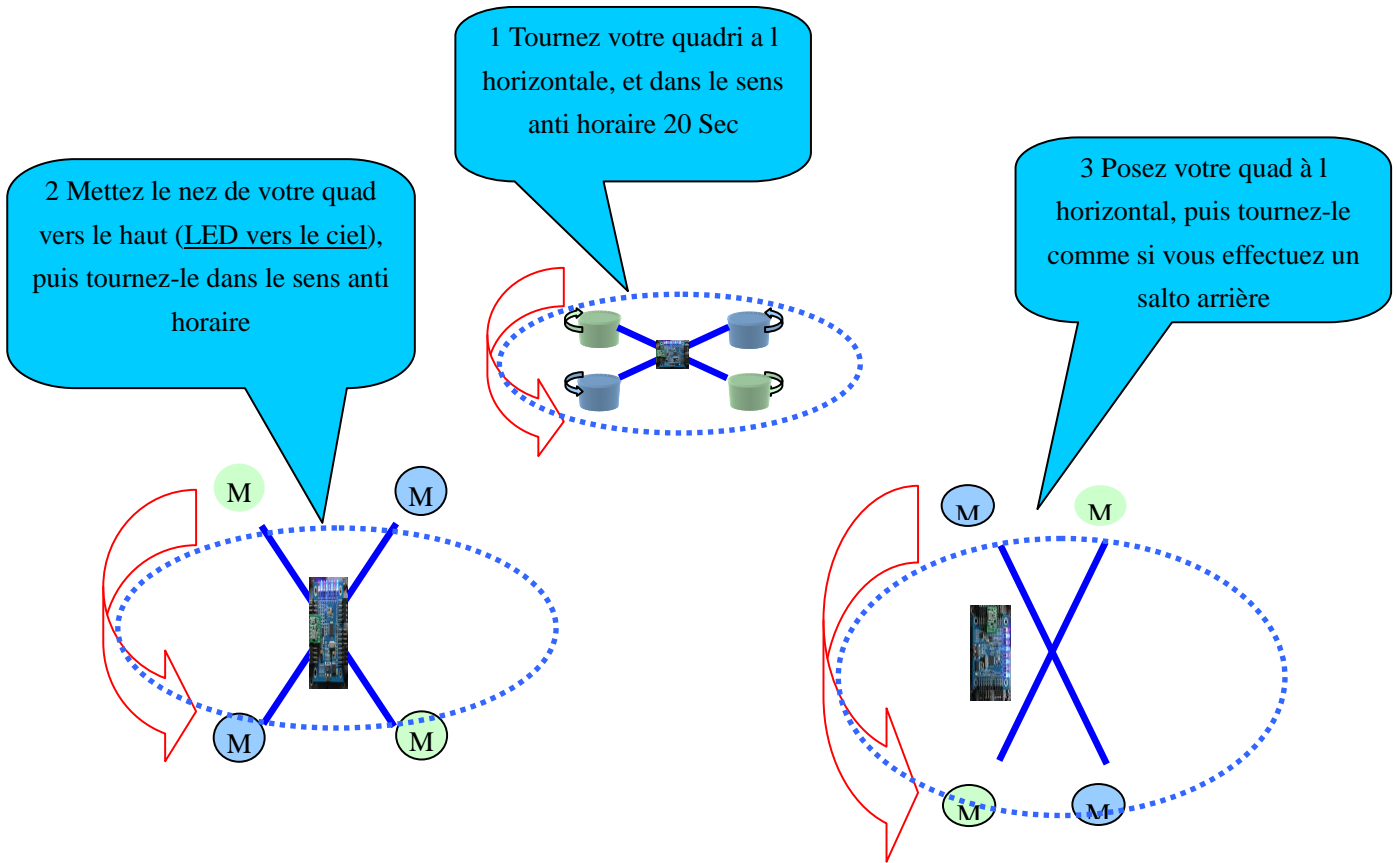 1 Tournez votre quadri a l
horizontale, et dans le sens
anti horaire 20 Sec
2 Mettez le nez de votre quad
vers le haut (LED vers le ciel),
puis tournez-le dans le sens anti
horaire
3 Posez votre quad à l
horizontal, puis tournez-le
comme si vous effectuez un
salto arrière
M M
M M
M M
M M